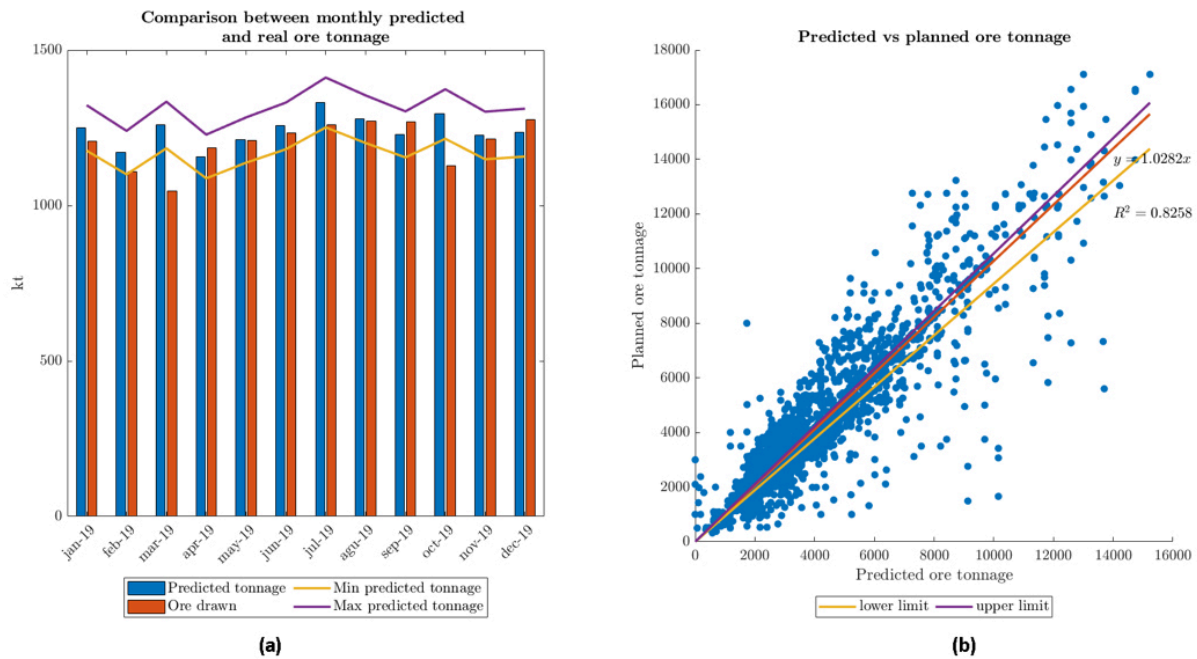 Comparison between monthly predicted
and real ore tonnage
1500
1000
500
0
kt
jan-19
feb-19
mar-19
apr-19
may-19
jun-19
jul-19
agu-19
sep-19
oct-19
nov-19
dec-19
Predicted tonnage
Min predicted tonnage
Ore drawn
Max predicted tonnage
(a)
Predicted vs planned ore tonnage
18000
16000
14000
12000
10000
8000
6000
4000
2000
0
Planned ore tonnage
y = 1.0282x
R² = 0.8258
0
2000
4000
6000
8000
10000
12000
14000
16000
Predicted ore tonnage
lower limit
upper limit
(b)